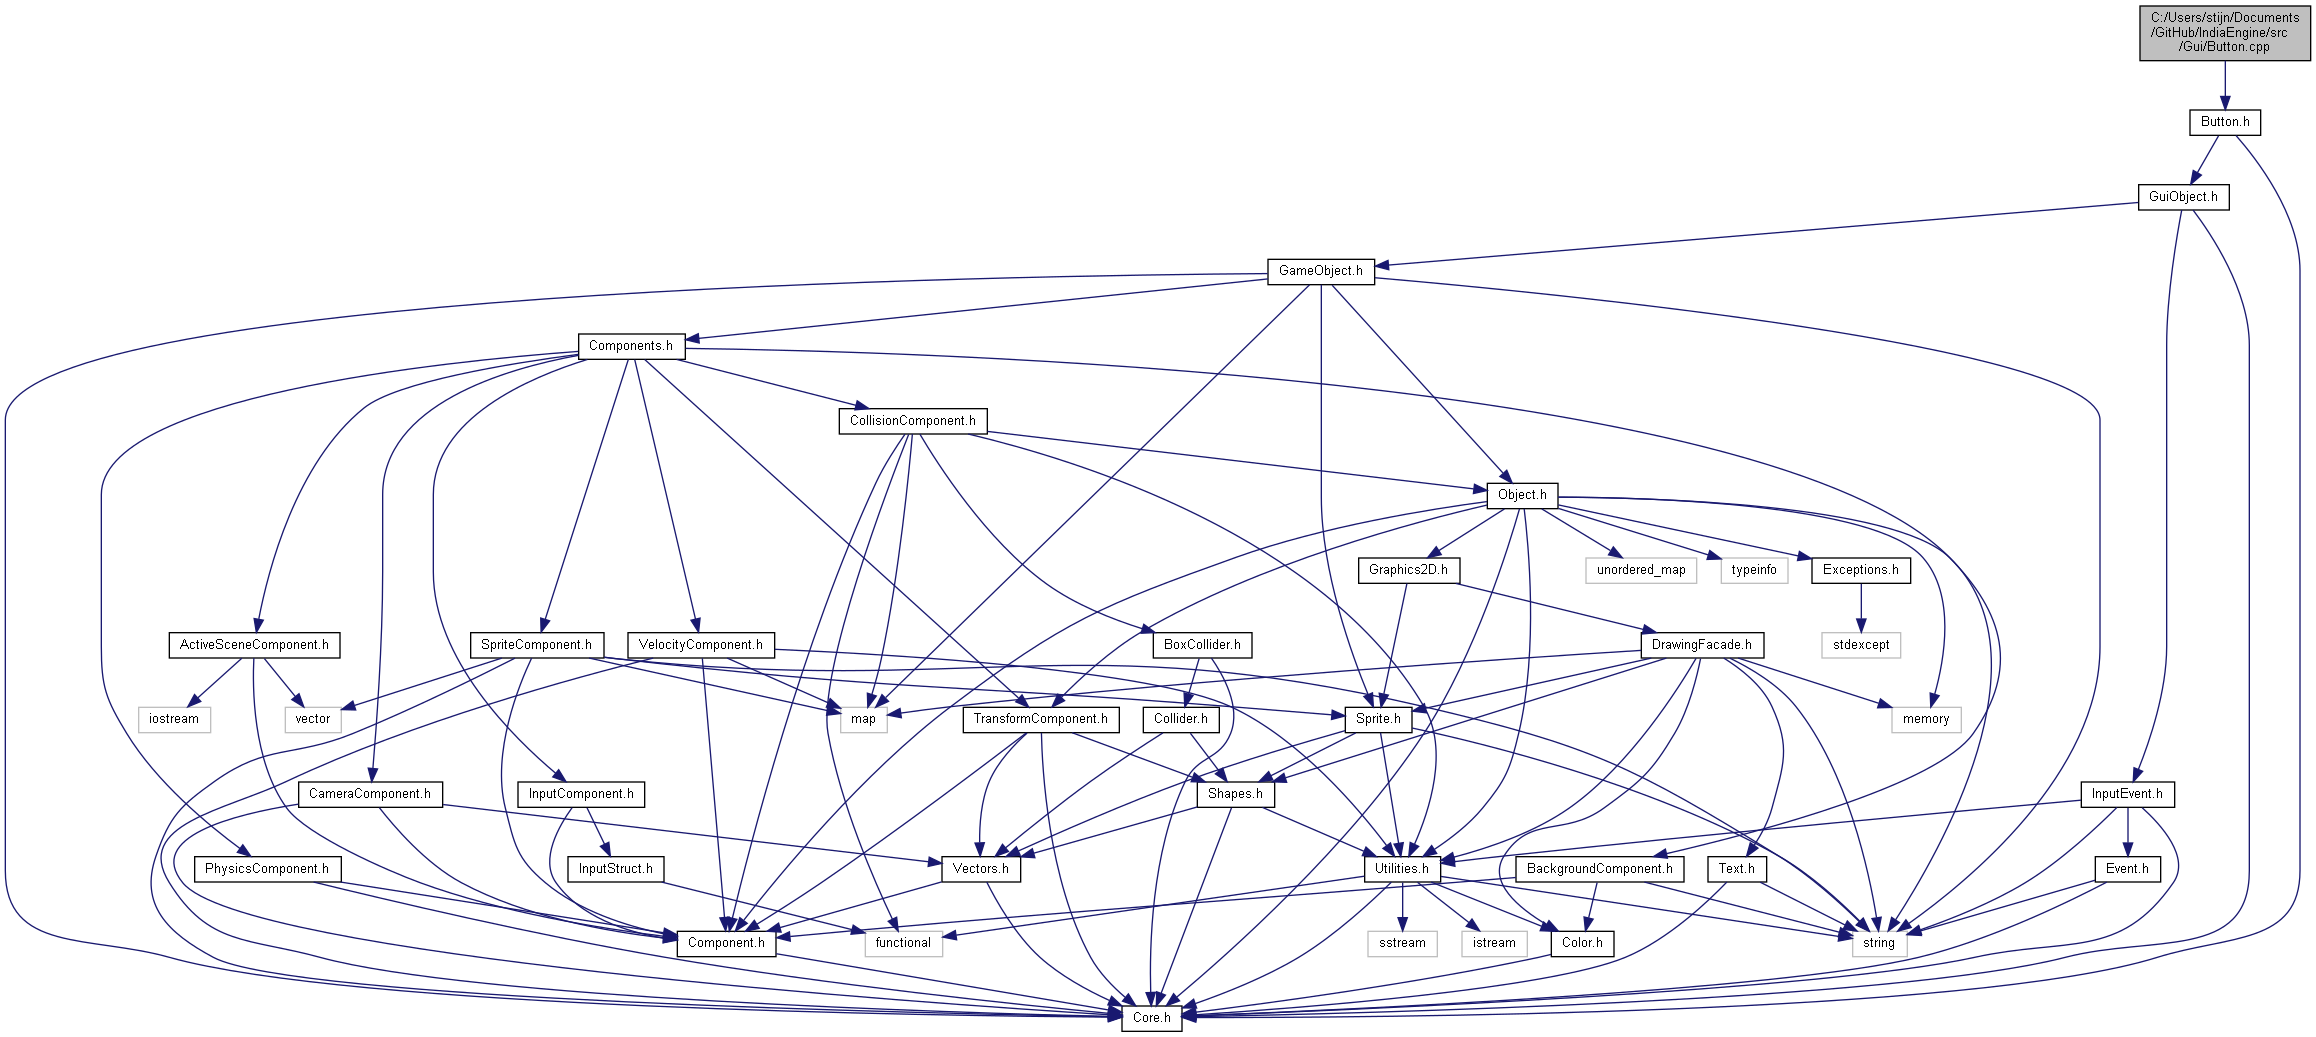 C:/Users/stijn/Documents
/GitHub/IndiaEngine/src
/Gui/Button.cpp
Button.h
GuiObject.h
GameObject.h
Components.h
CollisionComponent.h
Object.h
Graphics2D.h
unordered_map
typeinfo
Exceptions.h
ActiveSceneComponent.h
SpriteComponent.h
VelocityComponent.h
BoxCollider.h
DrawingFacade.h
stdexcept
iostream
vector
map
TransformComponent.h
Collider.h
Sprite.h
memory
CameraComponent.h
InputComponent.h
Shapes.h
InputEvent.h
PhysicsComponent.h
InputStruct.h
Vectors.h
Utilities.h
BackgroundComponent.h
Text.h
Event.h
Component.h
functional
sstream
istream
Color.h
string
Core.h